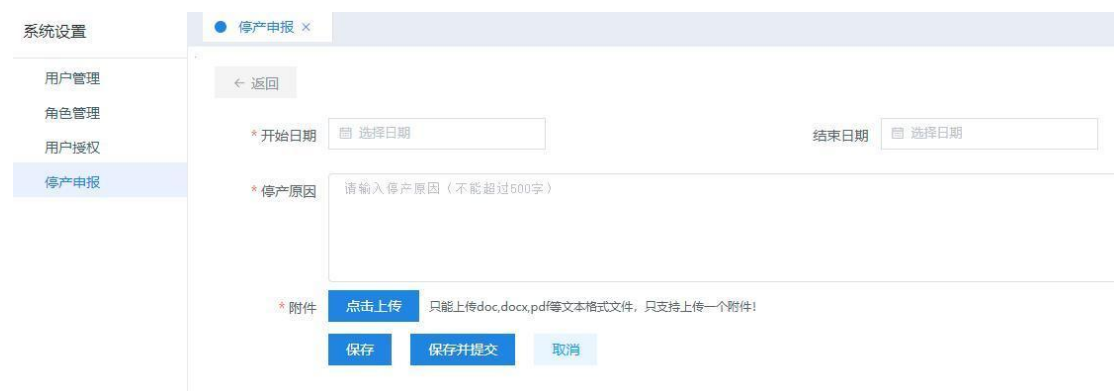 系统设置
停产申报 ×
用户管理
角色管理
用户授权
停产申报
← 返回
* 开始日期 选择日期 结束日期 选择日期
* 停产原因 请输入停产原因（不能超过500字）
* 附件 点击上传 只能上传doc,docx,pdf等文本格式文件，只支持上传一个附件!
保存 保存并提交 取消